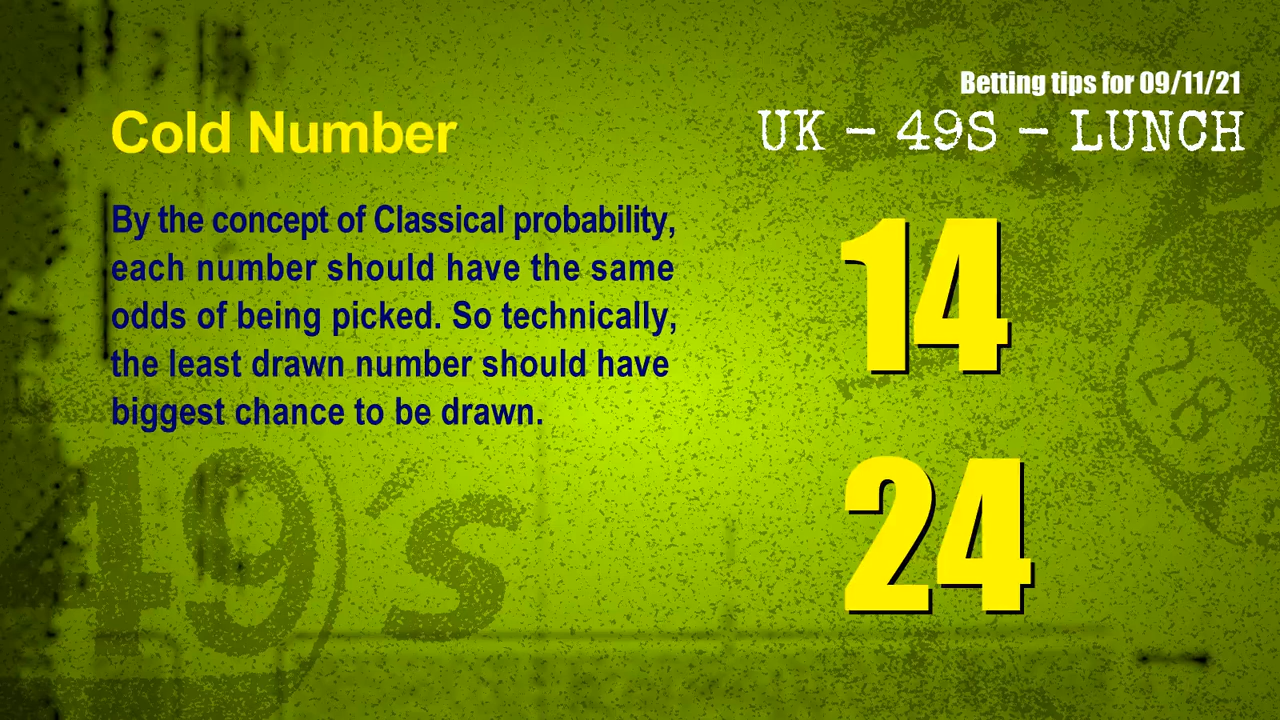 Betting tips for 09/11/21
UK - 49S - LUNCH
Cold Number
By the concept of Classical probability,
each number should have the same
odds of being picked. So technically,
the least drawn number should have
biggest chance to be drawn.
14
24
28
49's